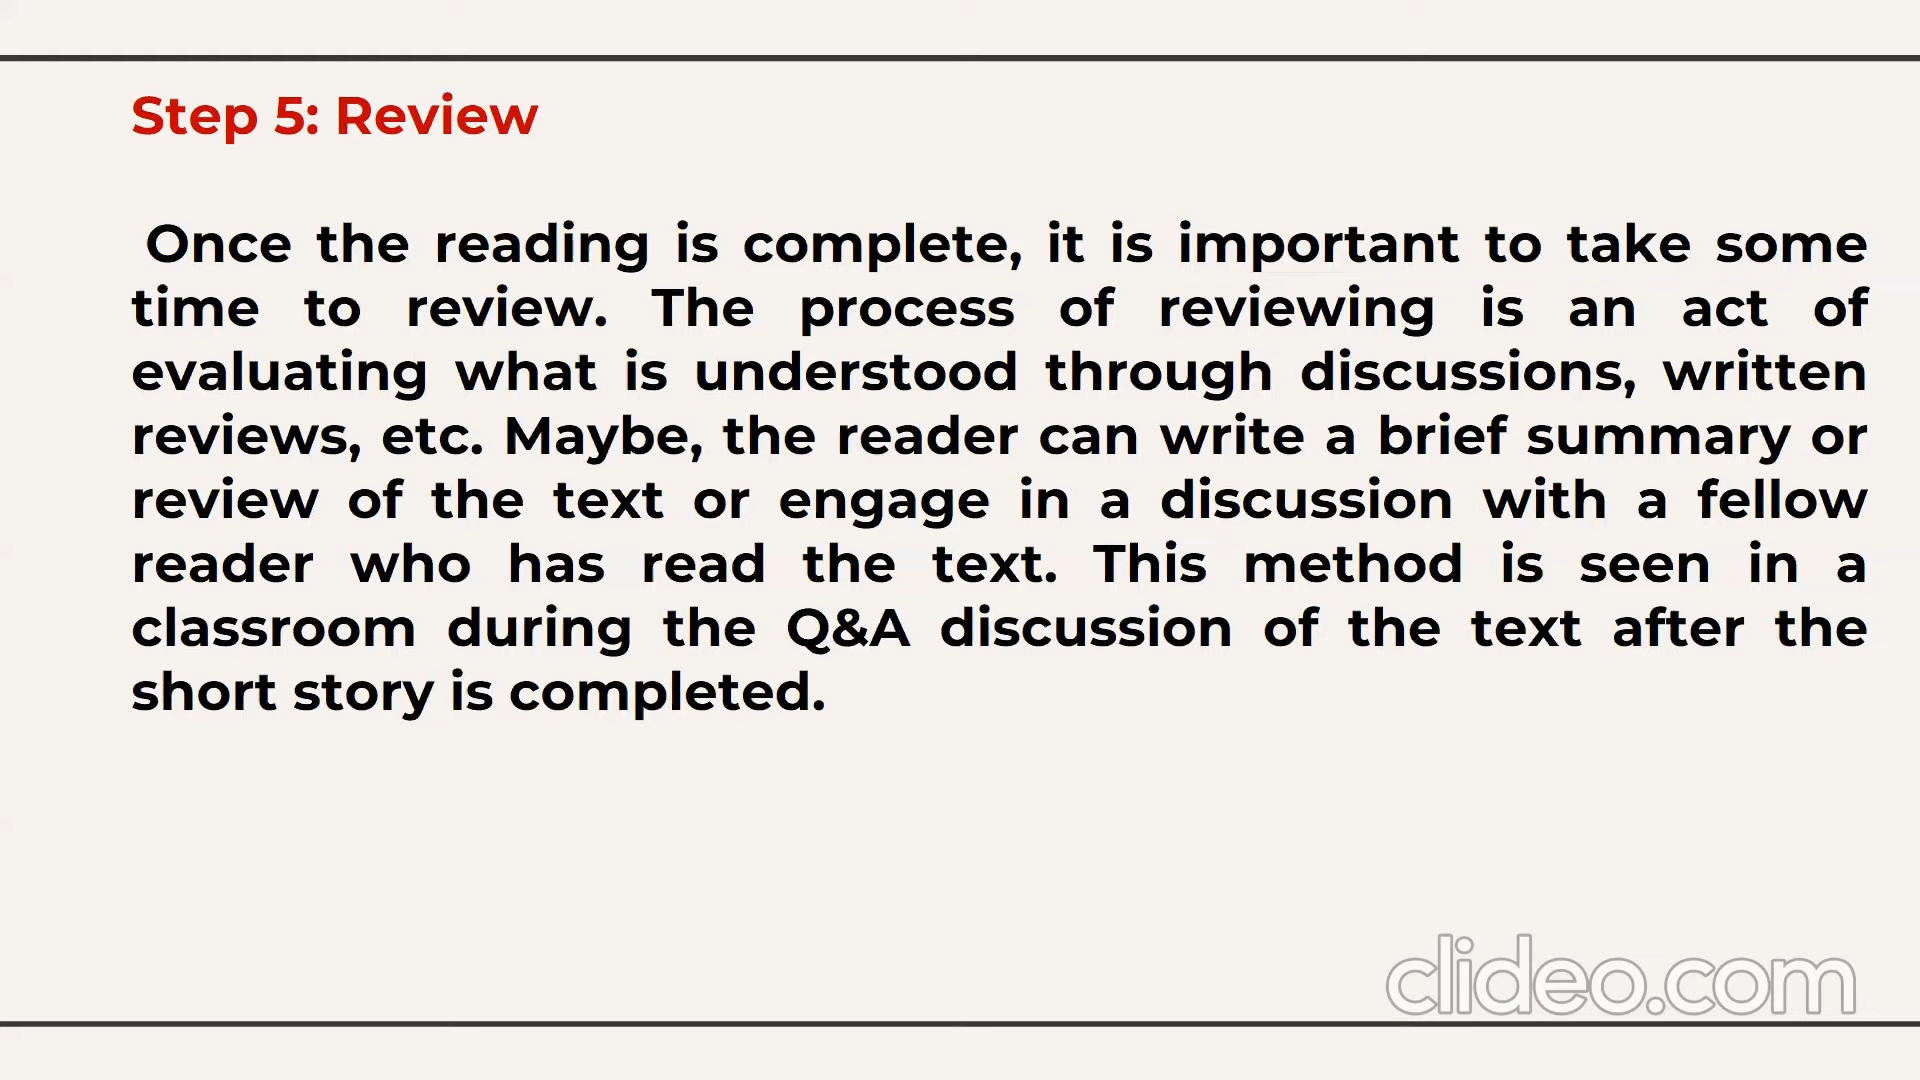 Step 5: Review
Once the reading is complete, it is important to take some
time to review. The process of reviewing is an act of
evaluating what is understood through discussions, written
reviews, etc. Maybe, the reader can write a brief summary or
review of the text or engage in a discussion with a fellow
reader who has read the text. This method is seen in a
classroom during the Q&A discussion of the text after the
short story is completed.
clideo.com